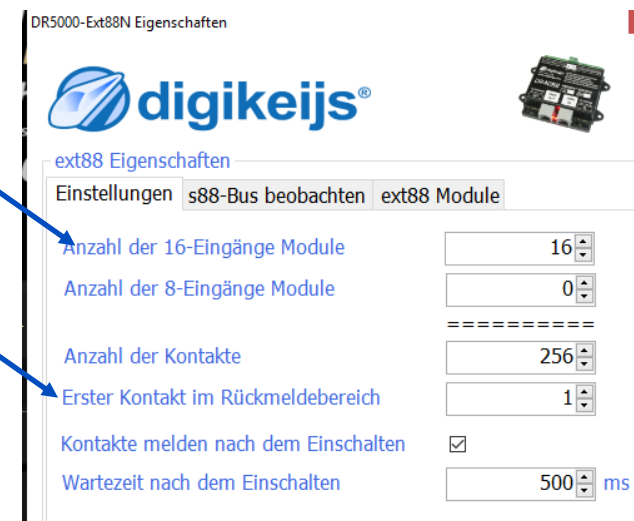 DR5000-Ext88N Eigenschaften
digikeijs®
ext88 Eigenschaften
Einstellungen s88-Bus beobachten ext88 Module
Anzahl der 16-Eingänge Module 16
Anzahl der 8-Eingänge Module 0
==========
Anzahl der Kontakte 256
Erster Kontakt im Rückmeldebereich 1
Kontakte melden nach dem Einschalten
Wartezeit nach dem Einschalten 500 ms